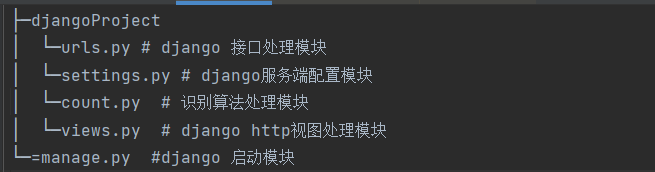 ├─djangoProject
│  └─urls.py # django 接口处理模块
│  └─settings.py # django服务端配置模块
│  └─count.py  # 识别算法处理模块
│  └─views.py  # django http视图处理模块
└─=manage.py  #django 启动模块